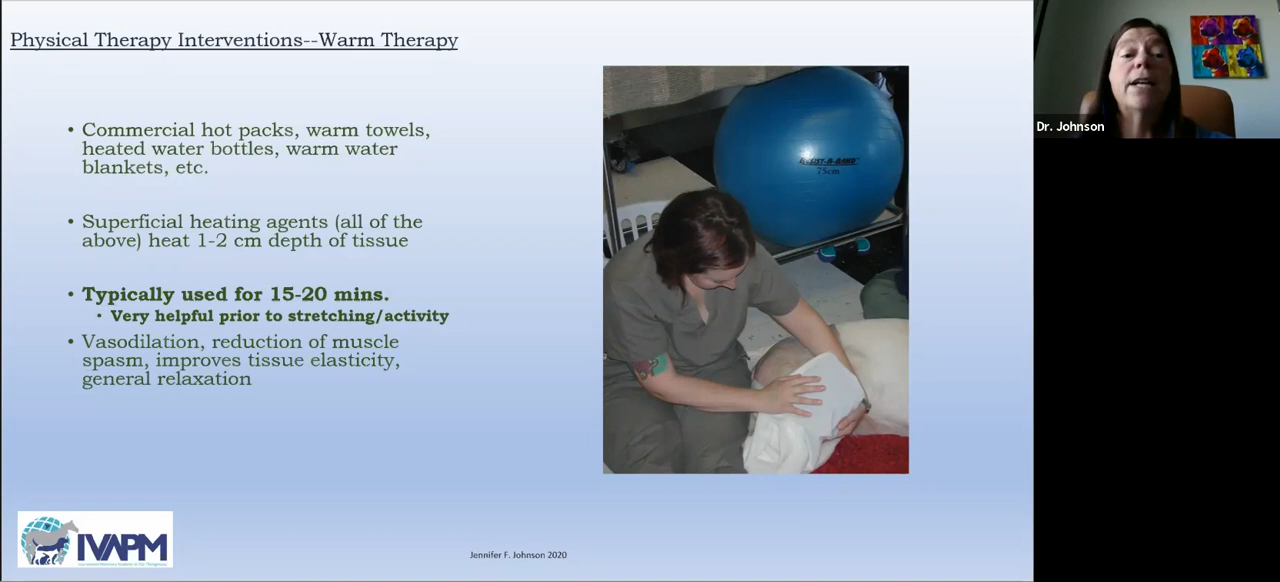 Physical Therapy Interventions--Warm Therapy
• Commercial hot packs, warm towels,
heated water bottles, warm water
blankets, etc.
• Superficial heating agents (all of the
above) heat 1-2 cm depth of tissue
• Typically used for 15-20 mins.
• Very helpful prior to stretching/activity
• Vasodilation, reduction of muscle
spasm, improves tissue elasticity,
general relaxation
75cm
IVAPM
Jennifer F. Johnson 2020
Dr. Johnson